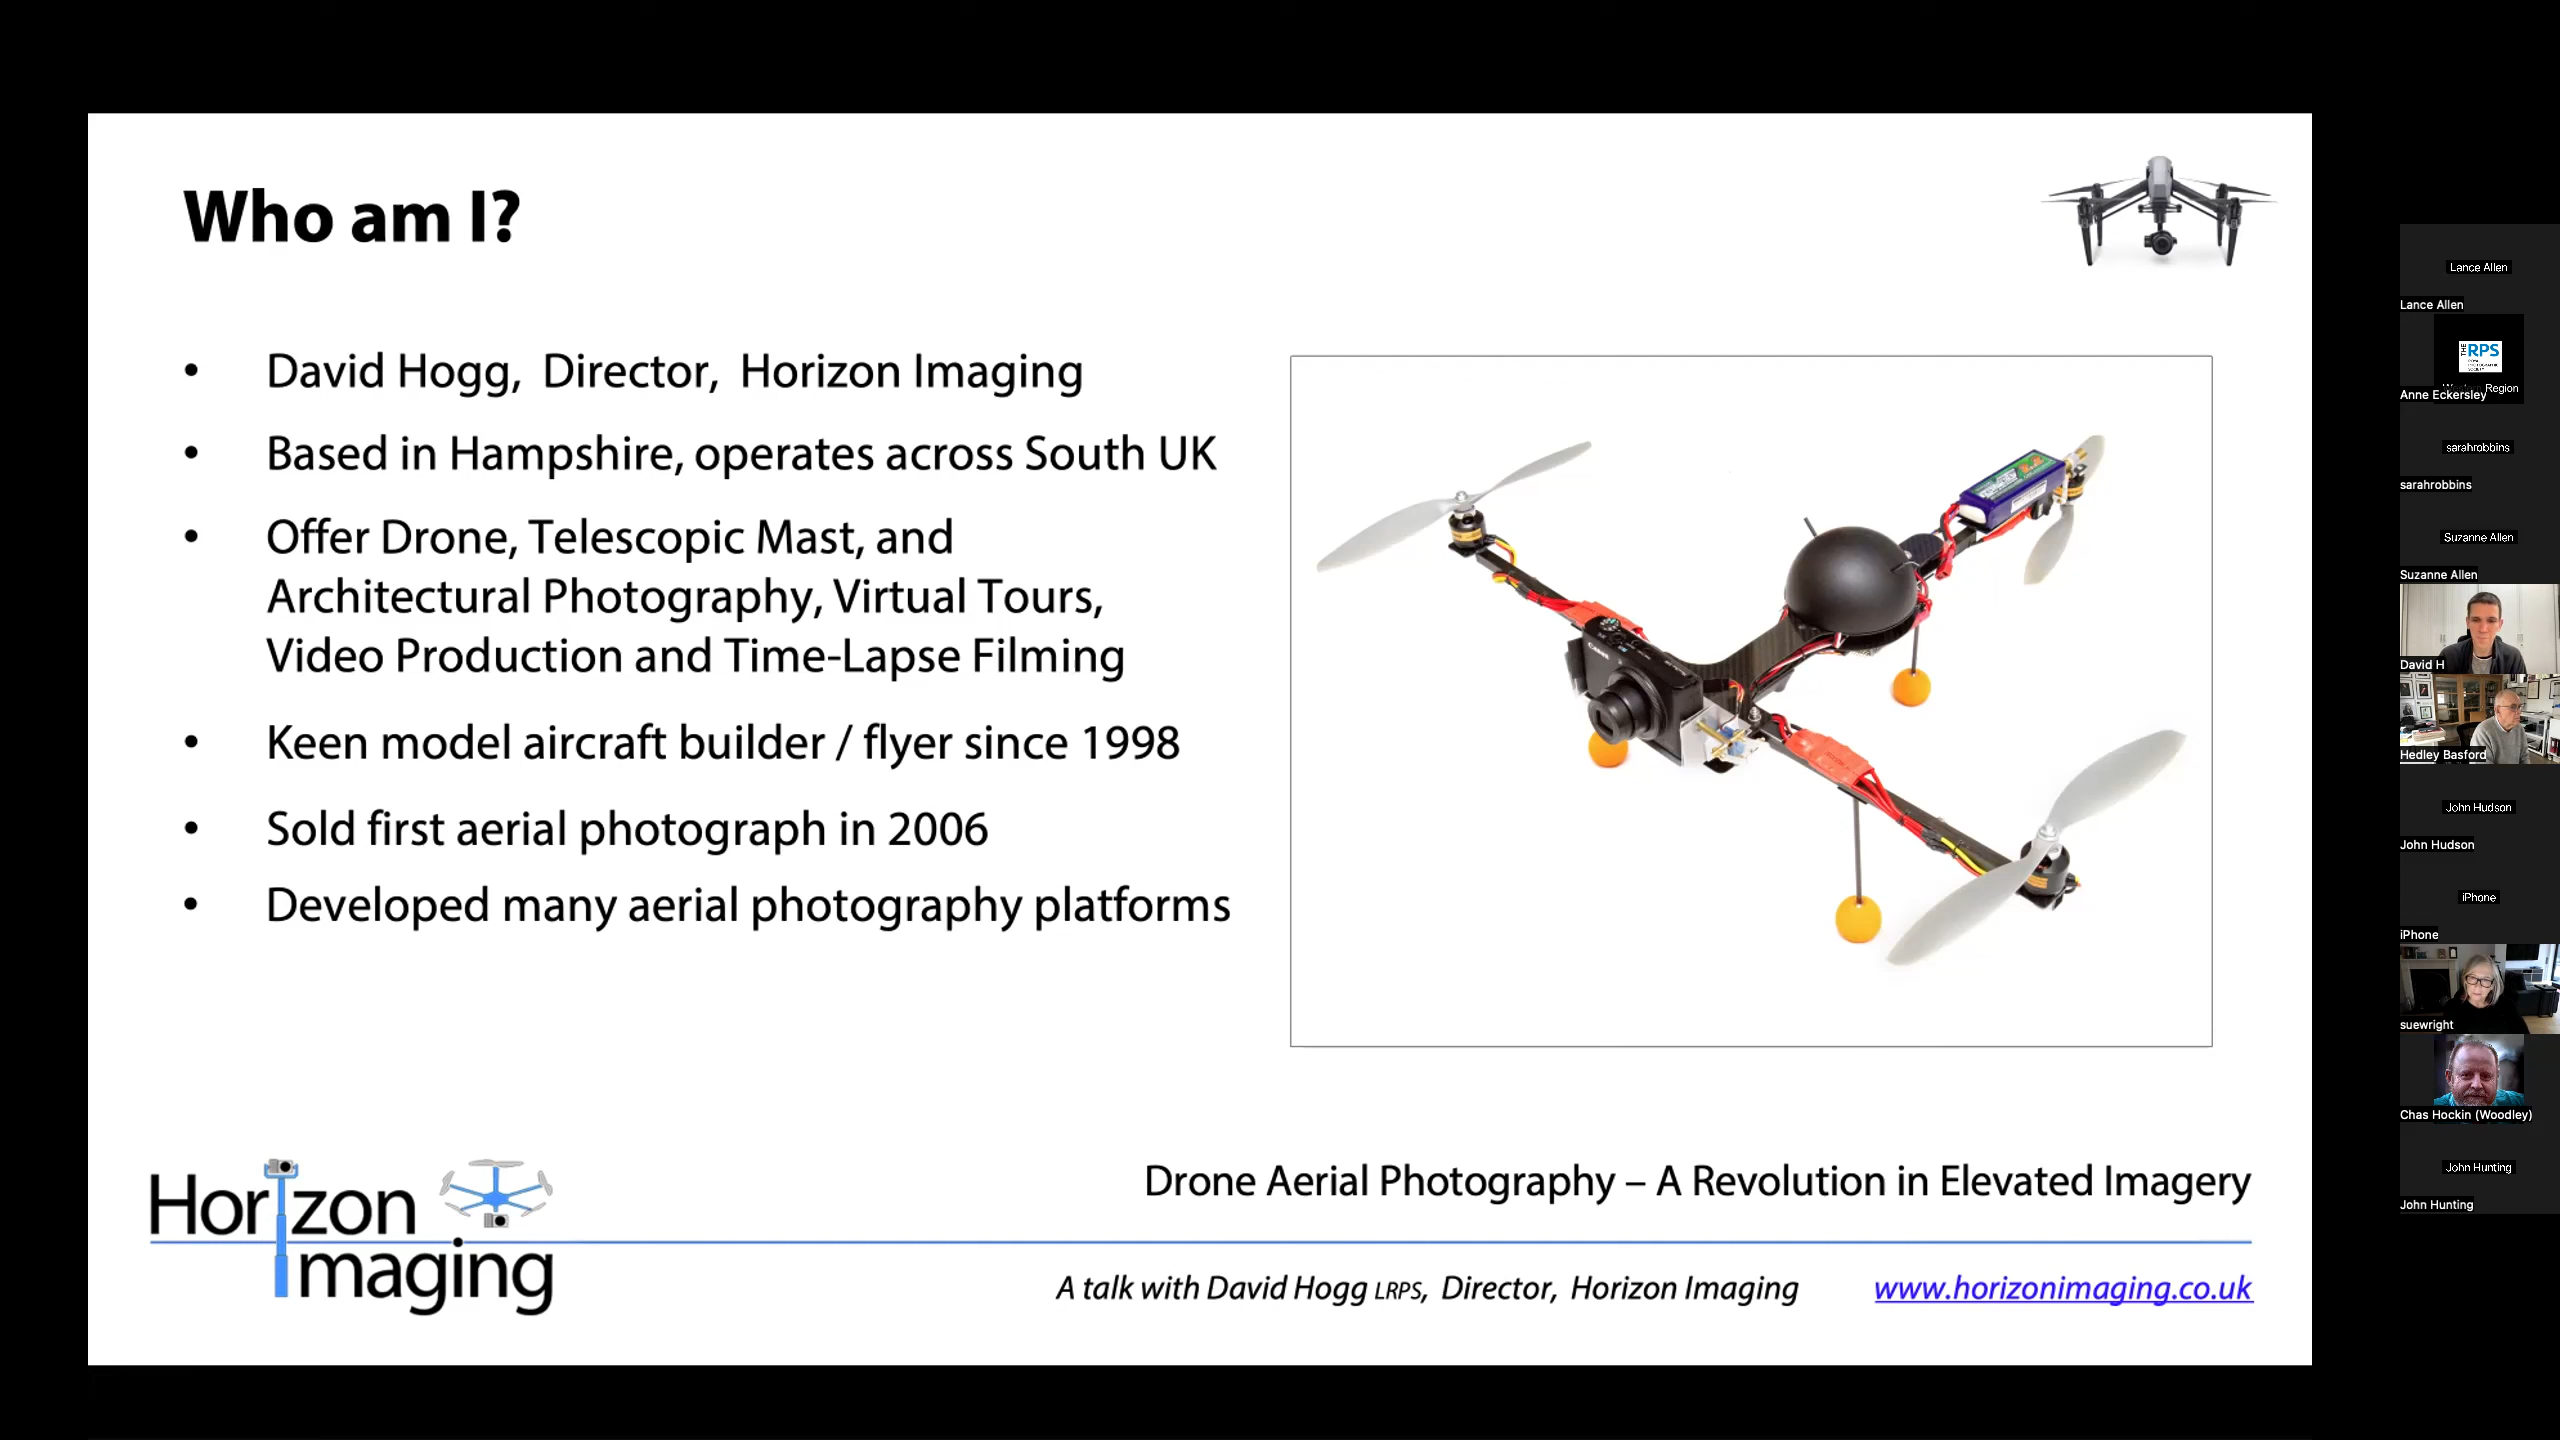 Who am I?
• David Hogg, Director, Horizon Imaging
• Based in Hampshire, operates across South UK
• Offer Drone, Telescopic Mast, and
Architectural Photography, Virtual Tours,
Video Production and Time-Lapse Filming
• Keen model aircraft builder / flyer since 1998
• Sold first aerial photograph in 2006
• Developed many aerial photography platforms
Canon
Horizon
Imaging
Drone Aerial Photography – A Revolution in Elevated Imagery
A talk with David Hogg LRPS, Director, Horizon Imaging
www.horizonimaging.co.uk
Lance Allen
Lance Allen
THE RPS
Region
Anne Eckersley
sarahrobbins
sarahrobbins
Suzanne Allen
Suzanne Allen
David H
Hedley Basford
John Hudson
John Hudson
iPhone
iPhone
suewright
Chas Hockin (Woodley)
John Hunting
John Hunting